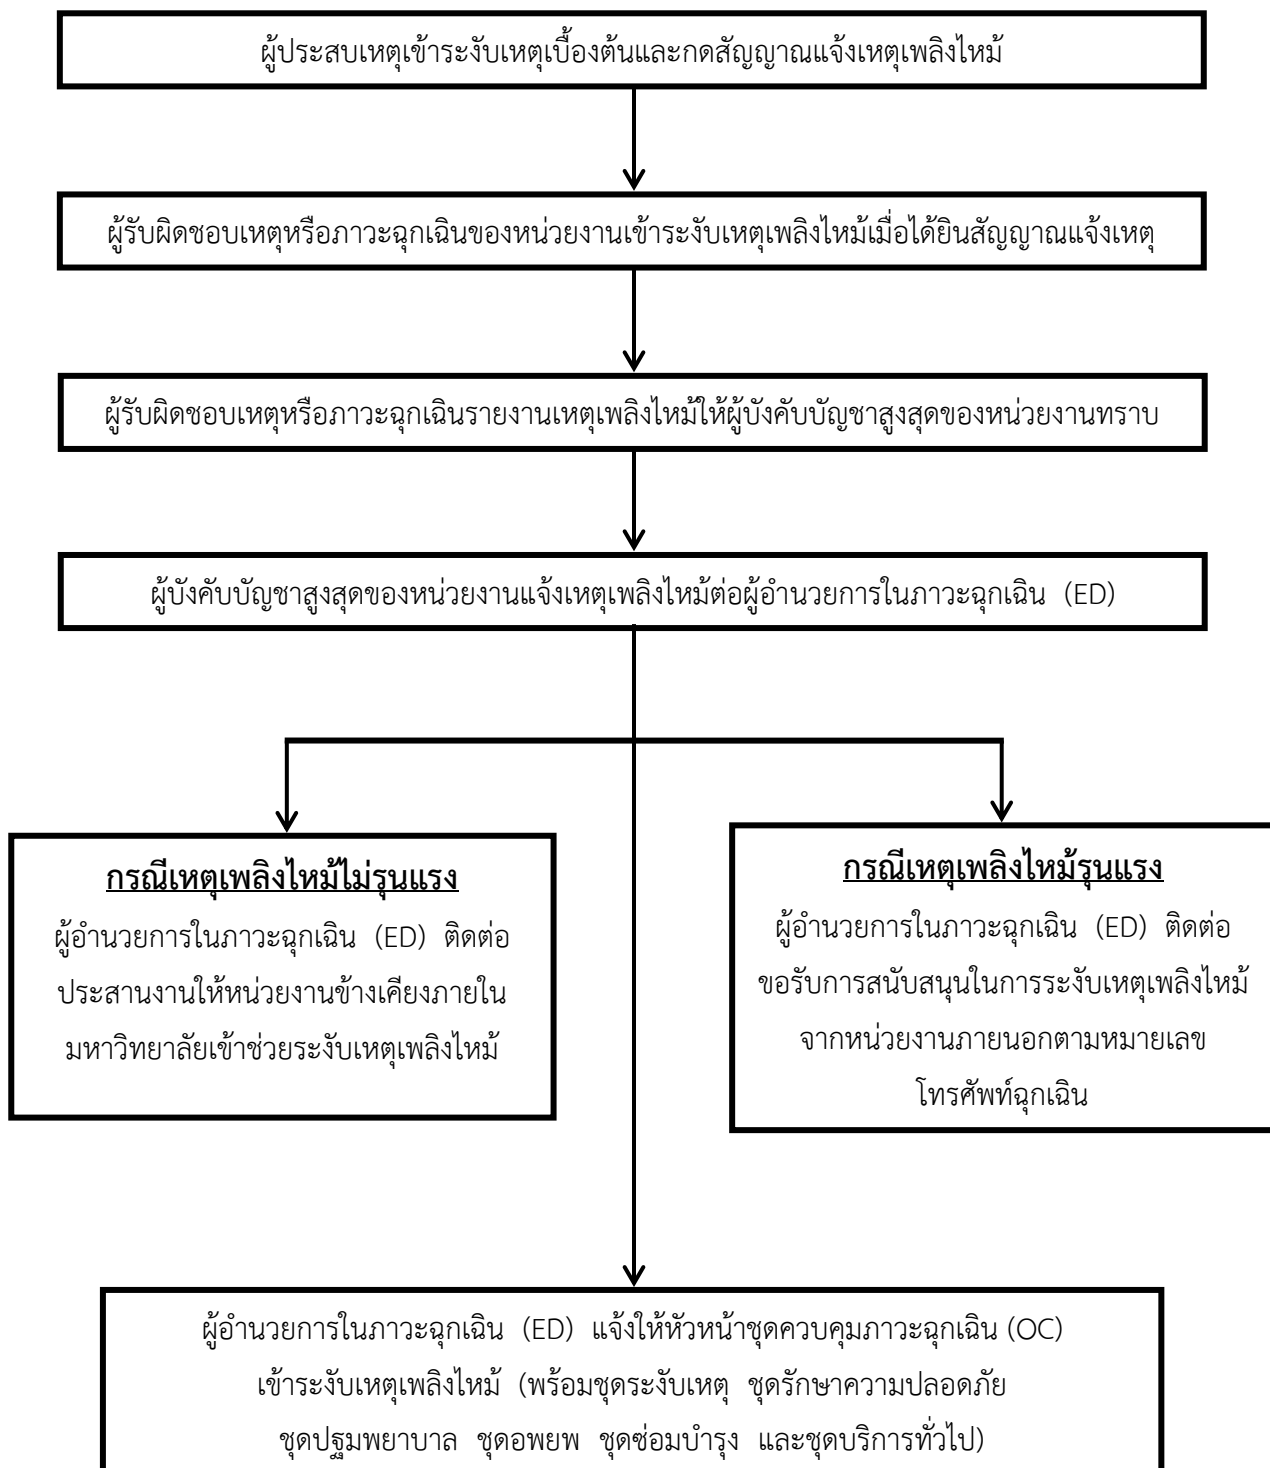 ผู้ประสบเหตุเข้าระงับเหตุเบื้องต้นและกดสัญญาณแจ้งเหตุเพลิงไหม้
ผู้รับผิดชอบเหตุหรือภาวะฉุกเฉินของหน่วยงานเข้าระงับเหตุเพลิงไหม้เมื่อได้ยินสัญญาณแจ้งเหตุ
ผู้รับผิดชอบเหตุหรือภาวะฉุกเฉินรายงานเหตุเพลิงไหม้ให้ผู้บังคับบัญชาสูงสุดของหน่วยงานทราบ
ผู้บังคับบัญชาสูงสุดของหน่วยงานแจ้งเหตุเพลิงไหม้ต่อผู้อำนวยการในภาวะฉุกเฉิน (ED)
กรณีเหตุเพลิงไหม้ไม่รุนแรง
ผู้อำนวยการในภาวะฉุกเฉิน (ED) ติดต่อ
ประสานงานให้หน่วยงานข้างเคียงภายใน
มหาวิทยาลัยเข้าช่วยระงับเหตุเพลิงไหม้
กรณีเหตุเพลิงไหม้รุนแรง
ผู้อำนวยการในภาวะฉุกเฉิน (ED) ติดต่อ
ขอรับการสนับสนุนในการระงับเหตุเพลิงไหม้
จากหน่วยงานภายนอกตามหมายเลข
โทรศัพท์ฉุกเฉิน
ผู้อำนวยการในภาวะฉุกเฉิน (ED) แจ้งให้หัวหน้าชุดควบคุมภาวะฉุกเฉิน (OC)
เข้าระงับเหตุเพลิงไหม้ (พร้อมชุดระงับเหตุ ชุดรักษาความปลอดภัย
ชุดปฐมพยาบาล ชุดอพยพ ชุดซ่อมบำรุง และชุดบริการทั่วไป)